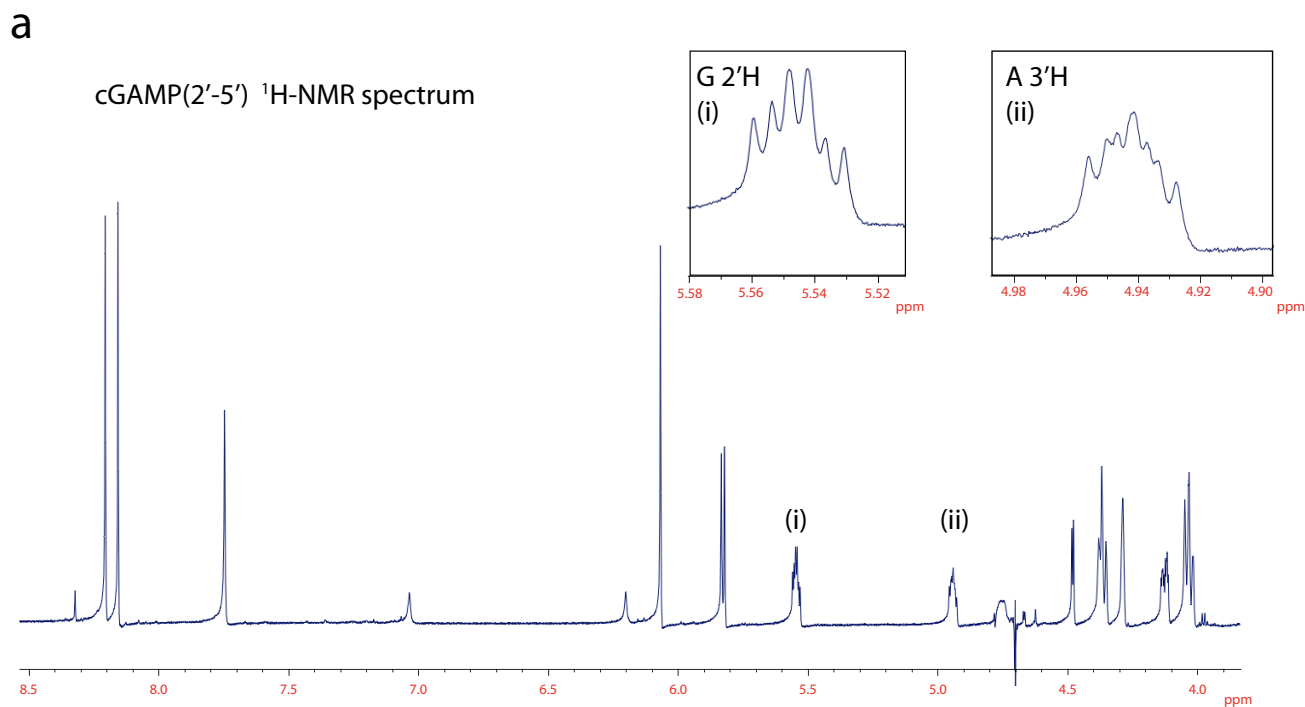 a
cGAMP(2′-5′) ¹H-NMR spectrum
G 2′H
(i)
5.58 5.56 5.54 5.52
ppm
A 3′H
(ii)
4.98 4.96 4.94 4.92 4.90
ppm
(i)
(ii)
8.5 8.0 7.5 7.0 6.5 6.0 5.5 5.0 4.5 4.0
ppm